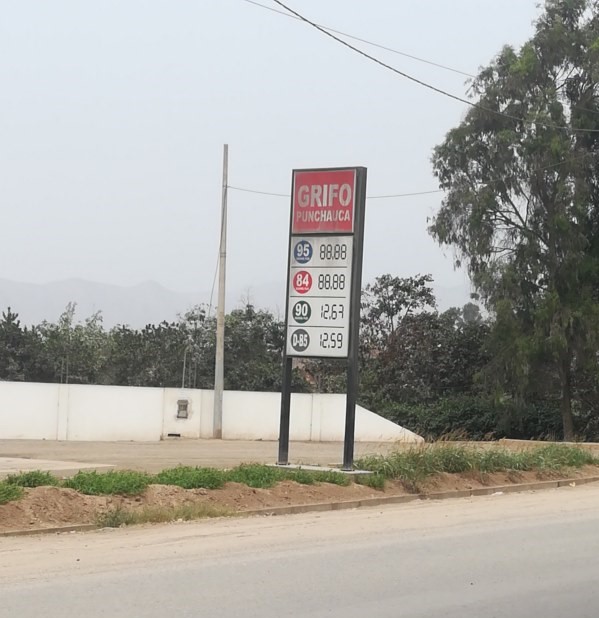 GRIFO
PUNCHAUCA
95 88.88
84 88.88
90 12.67
D-B5 12.59